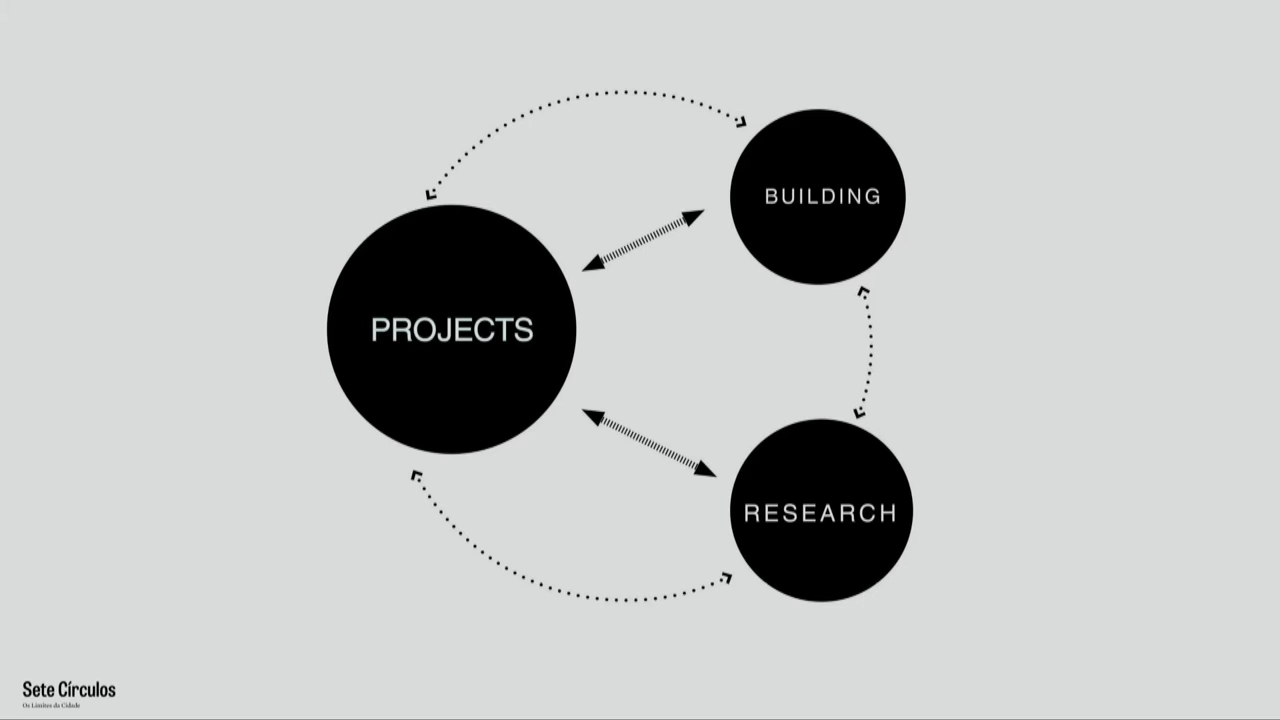 BUILDING
PROJECTS
RESEARCH
Sete Círculos
Os Limites da Cidade